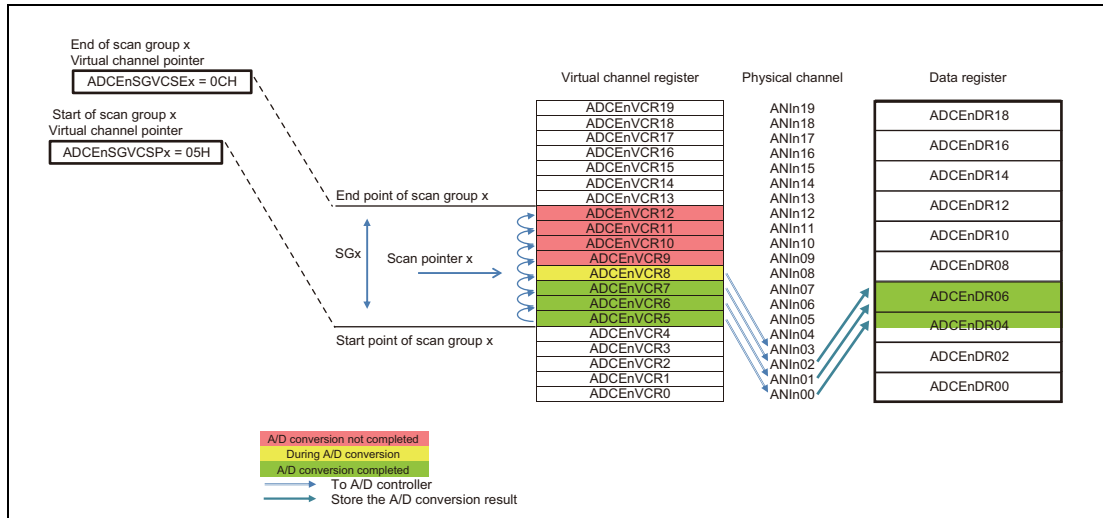 End of scan group x
Virtual channel pointer
ADCEnSGVCSEx = 0CH
Start of scan group x
Virtual channel pointer
ADCEnSGVCSPx = 05H
End point of scan group x
SGx
Scan pointer x
Start point of scan group x
Virtual channel register
ADCEnVCR19
ADCEnVCR18
ADCEnVCR17
ADCEnVCR16
ADCEnVCR15
ADCEnVCR14
ADCEnVCR13
ADCEnVCR12
ADCEnVCR11
ADCEnVCR10
ADCEnVCR9
ADCEnVCR8
ADCEnVCR7
ADCEnVCR6
ADCEnVCR5
ADCEnVCR4
ADCEnVCR3
ADCEnVCR2
ADCEnVCR1
ADCEnVCR0
Physical channel
ANIn19
ANIn18
ANIn17
ANIn16
ANIn15
ANIn14
ANIn13
ANIn12
ANIn11
ANIn10
ANIn09
ANIn08
ANIn07
ANIn06
ANIn05
ANIn04
ANIn03
ANIn02
ANIn01
ANIn00
Data register
ADCEnDR18
ADCEnDR16
ADCEnDR14
ADCEnDR12
ADCEnDR10
ADCEnDR08
ADCEnDR06
ADCEnDR04
ADCEnDR02
ADCEnDR00
A/D conversion not completed
During A/D conversion
A/D conversion completed
To A/D controller
Store the A/D conversion result